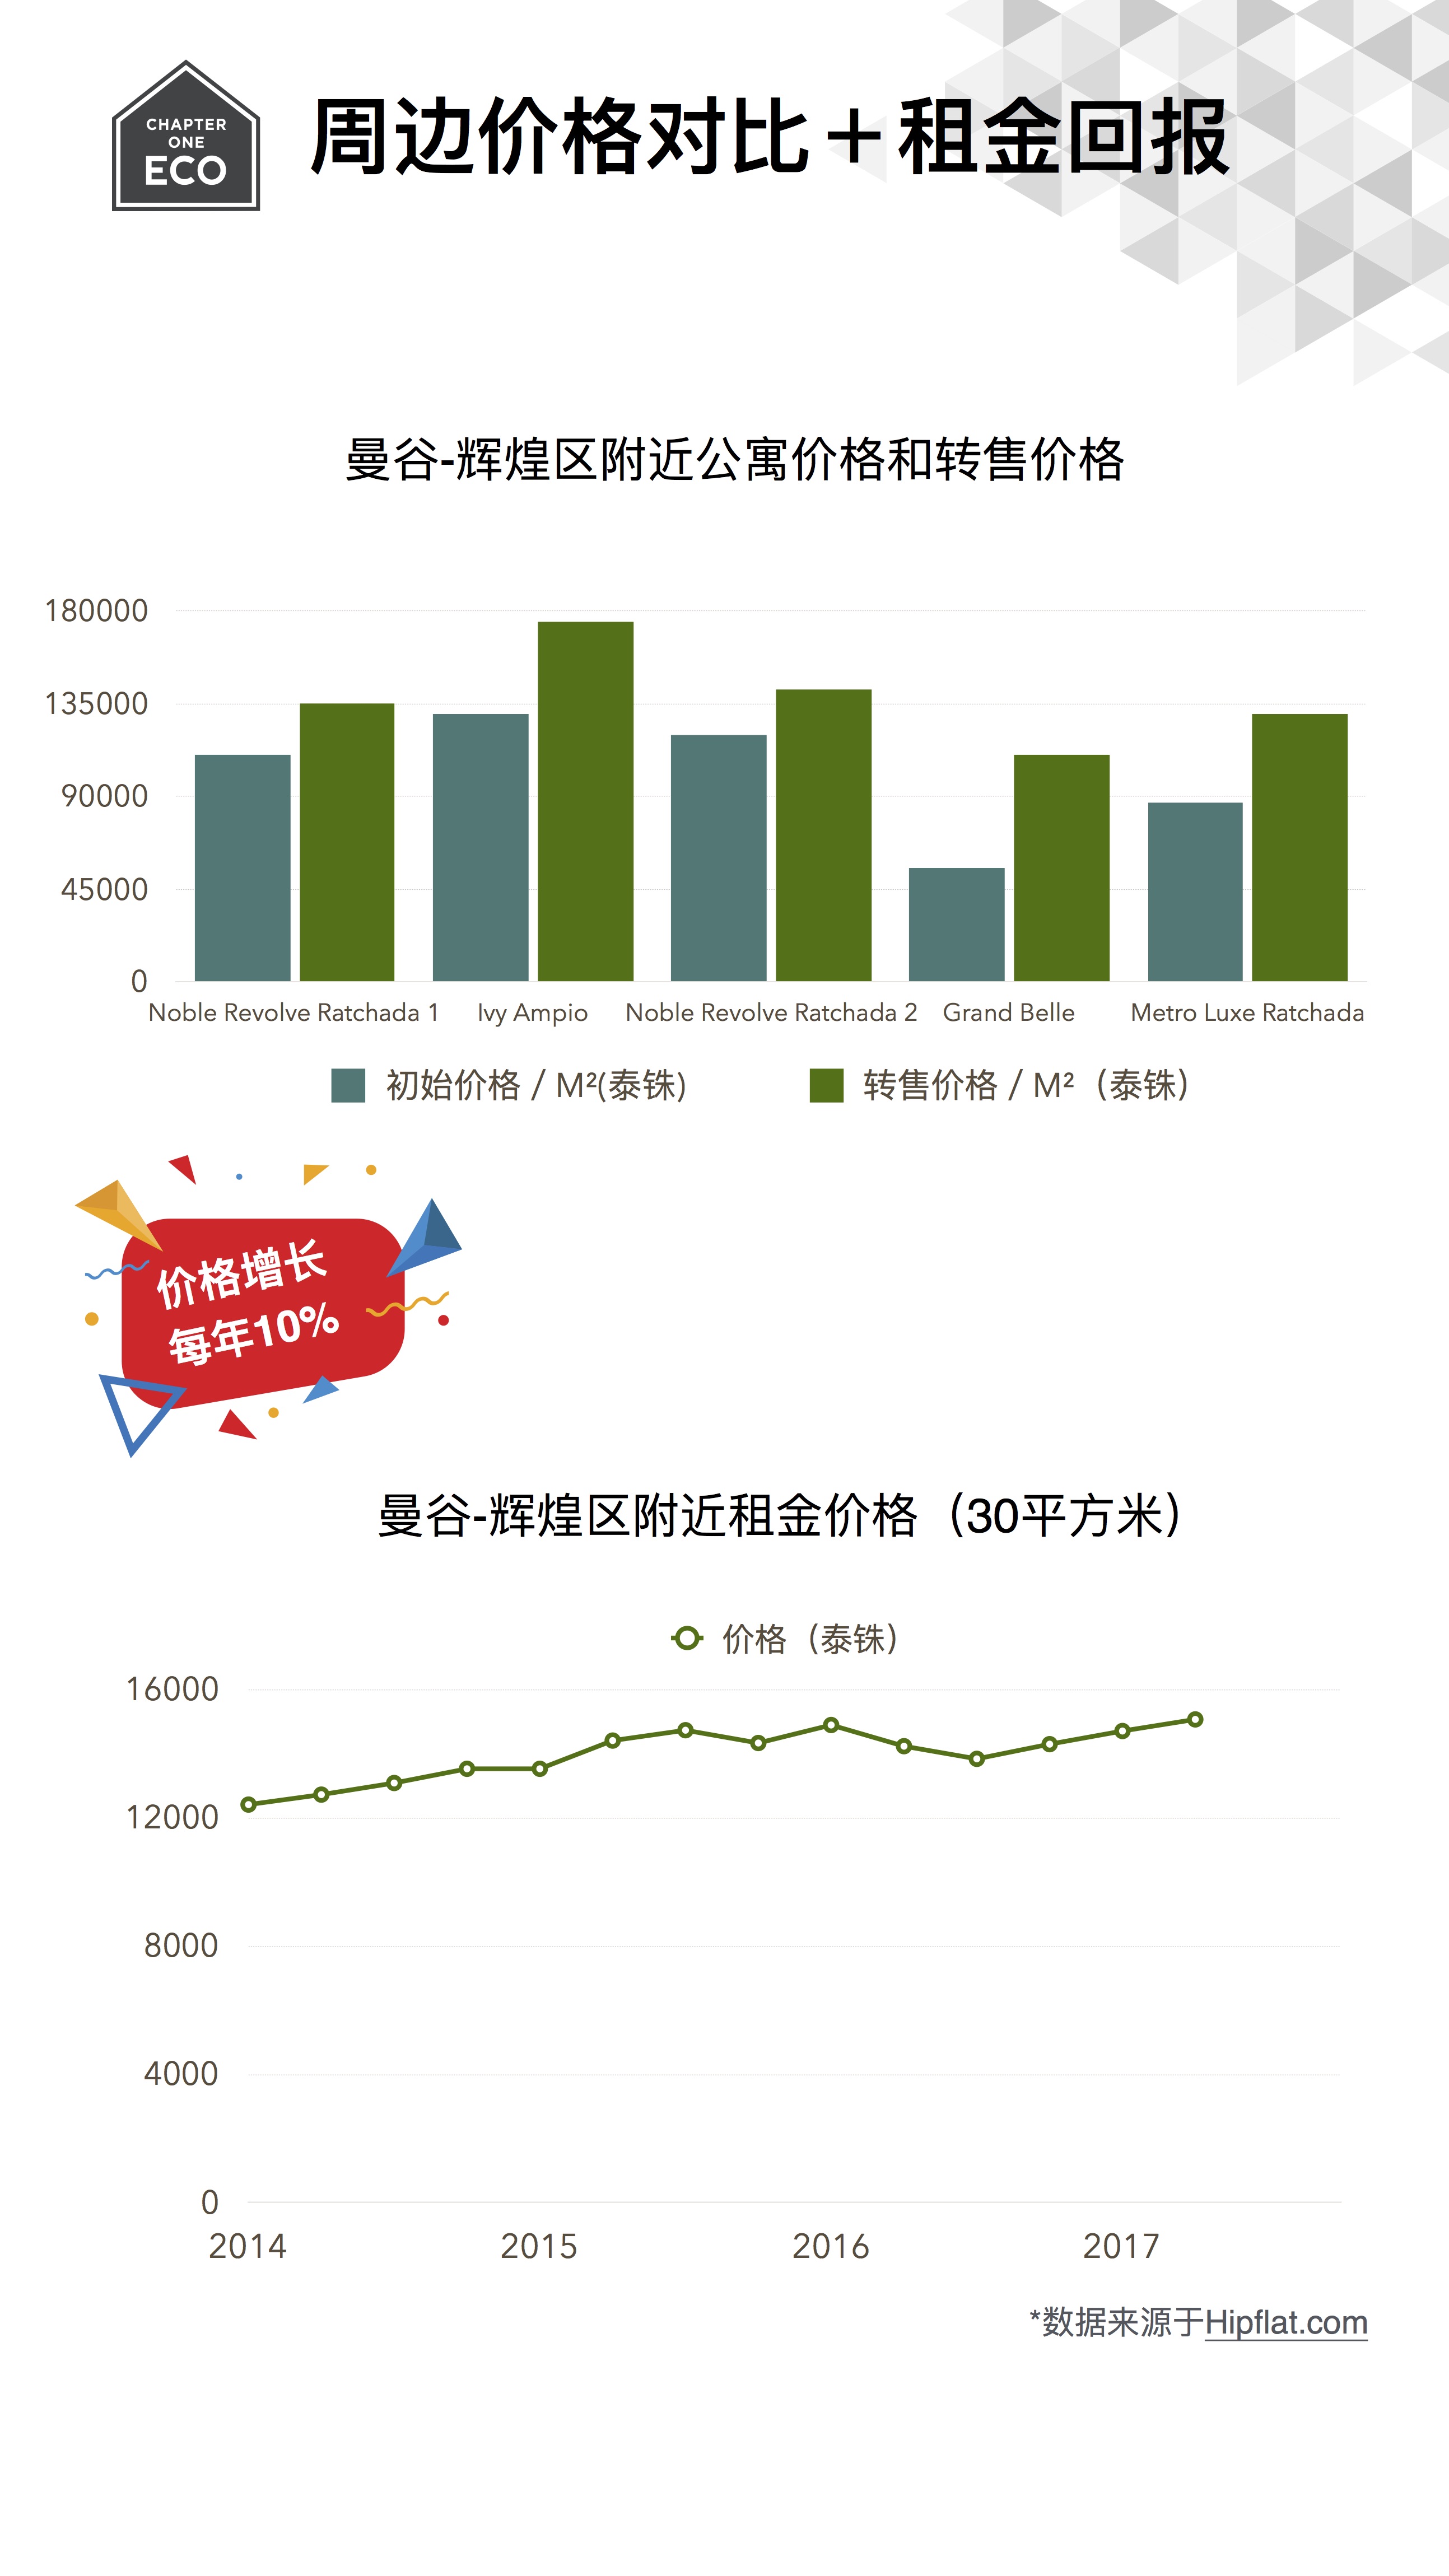 CHAPTER
ONE
ECO
周边价格对比＋租金回报
曼谷-辉煌区附近公寓价格和转售价格
180000
135000
90000
45000
0
Noble Revolve Ratchada 1 Ivy Ampio Noble Revolve Ratchada 2 Grand Belle Metro Luxe Ratchada
初始价格 / M²(泰铢) 转售价格 / M²（泰铢）
价格增长
每年10%
曼谷-辉煌区附近租金价格（30平方米）
价格（泰铢）
16000
12000
8000
4000
0
2014 2015 2016 2017
*数据来源于Hipflat.com